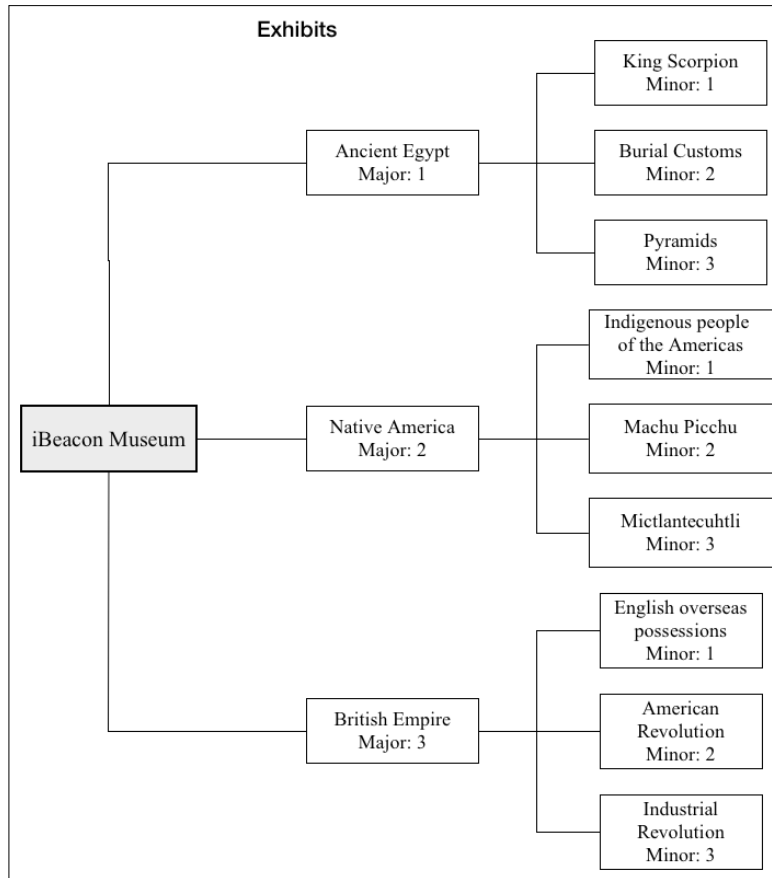 Exhibits
King Scorpion
Minor: 1
Ancient Egypt
Major: 1
Burial Customs
Minor: 2
Pyramids
Minor: 3
Indigenous people
of the Americas
Minor: 1
iBeacon Museum
Native America
Major: 2
Machu Picchu
Minor: 2
Mictlantecuhtli
Minor: 3
English overseas
possessions
Minor: 1
British Empire
Major: 3
American
Revolution
Minor: 2
Industrial
Revolution
Minor: 3